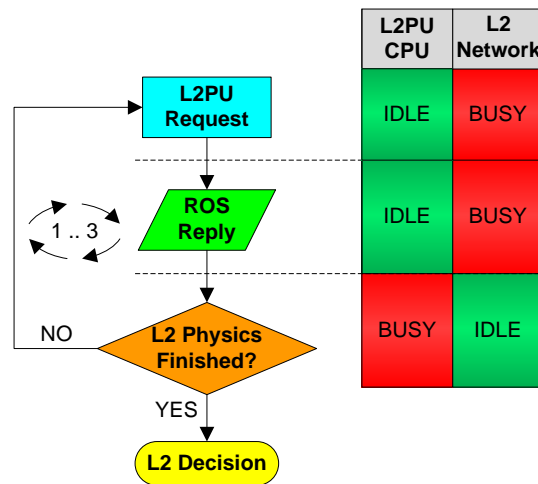 L2PU
CPU
L2
Network
L2PU
Request
IDLE
BUSY
ROS
Reply
IDLE
BUSY
1 .. 3
L2 Physics
Finished?
BUSY
IDLE
NO
YES
L2 Decision